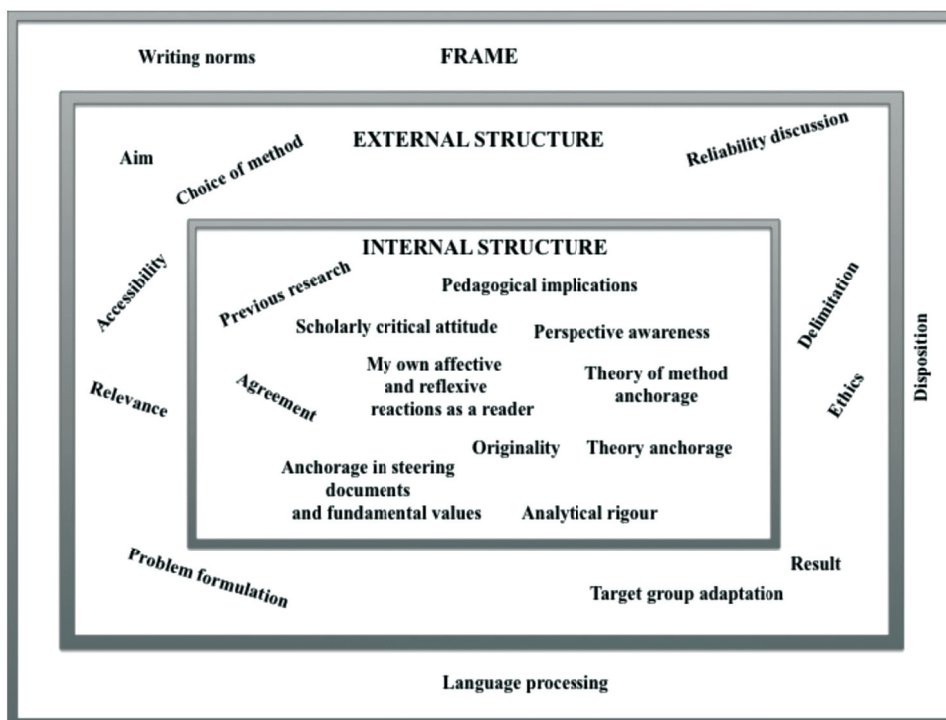 Writing norms
FRAME
EXTERNAL STRUCTURE
Reliability discussion
Aim
Choice of method
INTERNAL STRUCTURE
Accessibility
Previous research
Pedagogical implications
Delimitation
Scholarly critical attitude
Perspective awareness
Disposition
My own affective
and reflexive
reactions as a reader
Theory of method
anchorage
Relevance
Agreement
Ethics
Originality
Theory anchorage
Anchorage in steering
documents
and fundamental values
Analytical rigour
Problem formulation
Result
Target group adaptation
Language processing